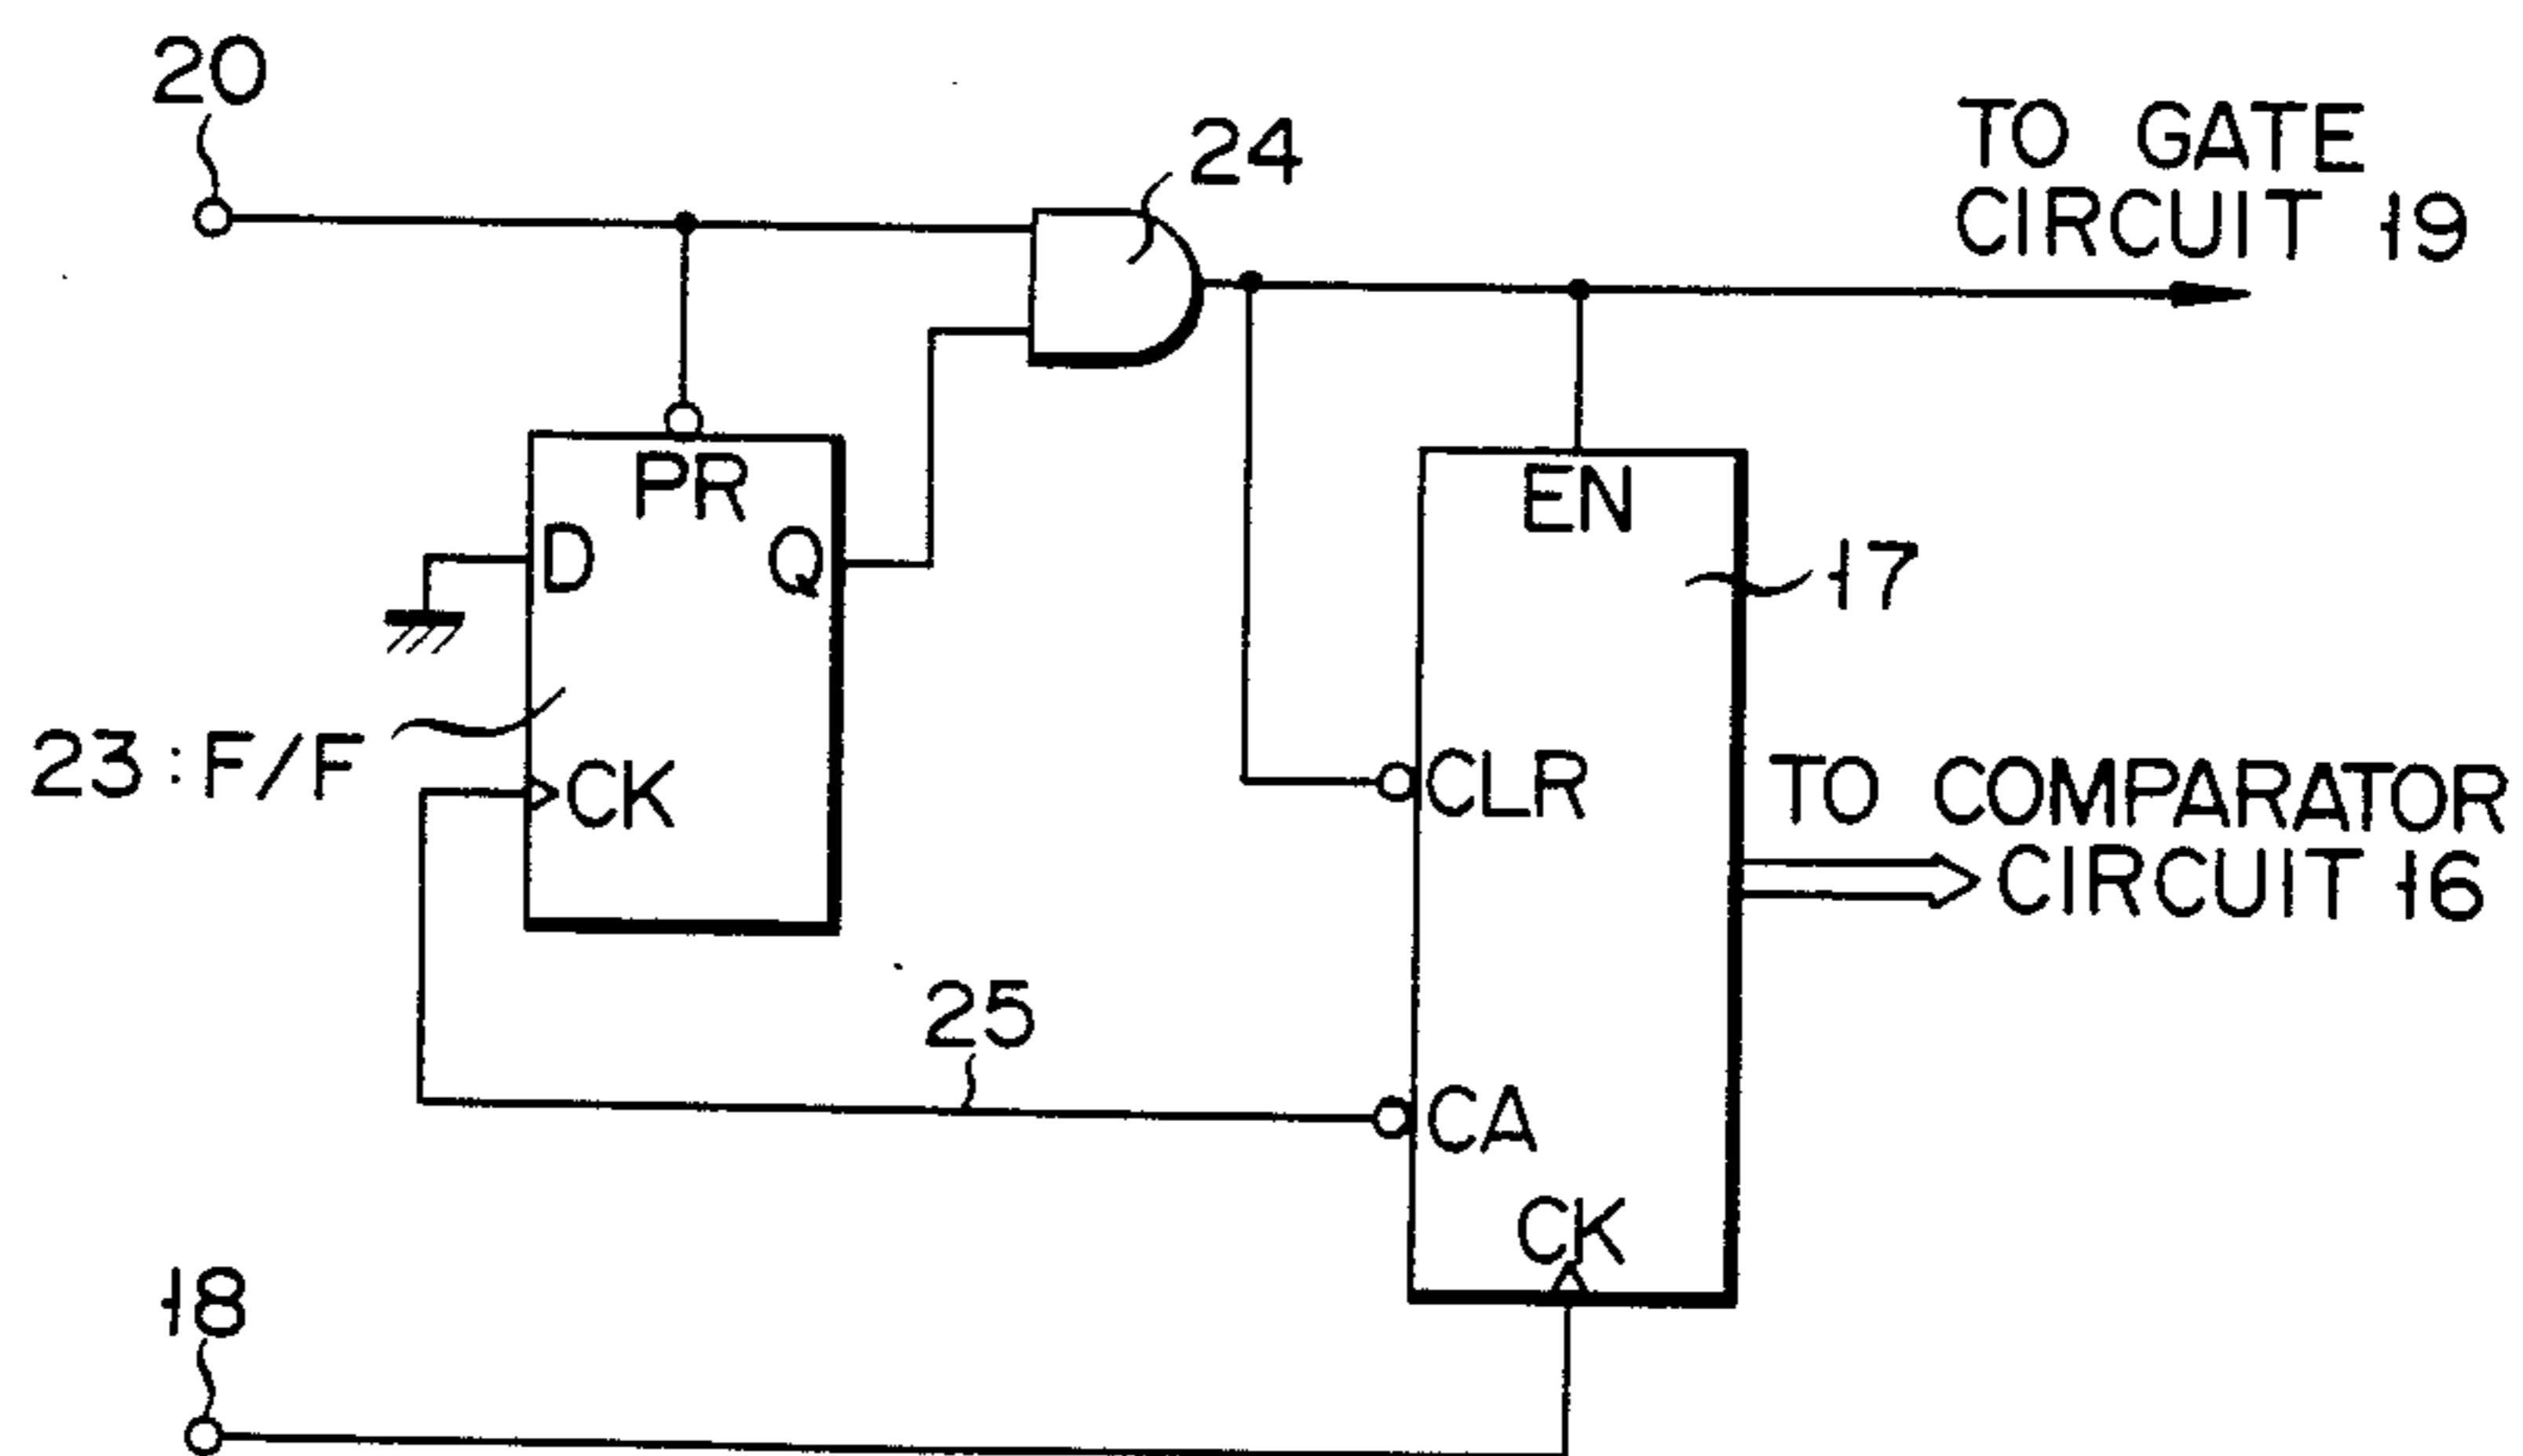 20
24
TO GATE
CIRCUIT 19
PR
EN
D
Q
17
23 : F/F
CK
CLR
TO COMPARATOR
CIRCUIT 16
25
CA
CK
18